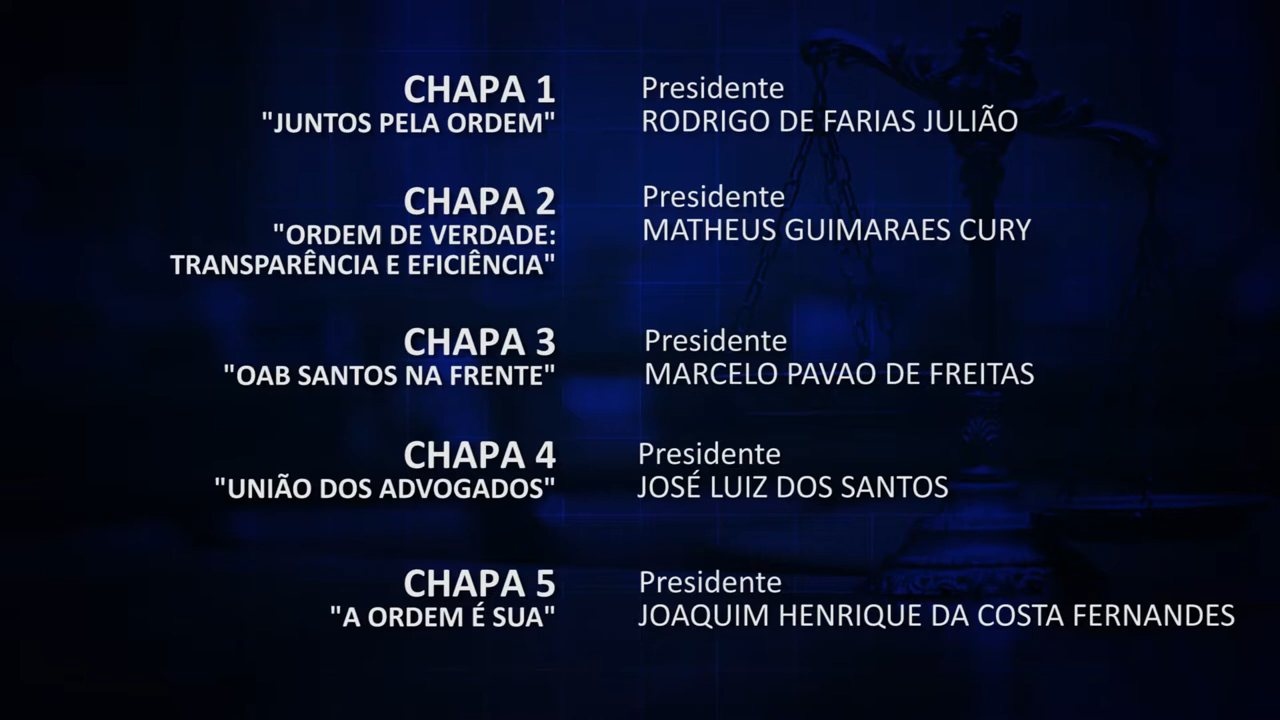 CHAPA 1
"JUNTOS PELA ORDEM"
Presidente
RODRIGO DE FARIAS JULIÃO
CHAPA 2
"ORDEM DE VERDADE:
TRANSPARÊNCIA E EFICIÊNCIA"
Presidente
MATHEUS GUIMARAES CURY
CHAPA 3
"OAB SANTOS NA FRENTE"
Presidente
MARCELO PAVAO DE FREITAS
CHAPA 4
"UNIÃO DOS ADVOGADOS"
Presidente
JOSÉ LUIZ DOS SANTOS
CHAPA 5
"A ORDEM É SUA"
Presidente
JOAQUIM HENRIQUE DA COSTA FERNANDES